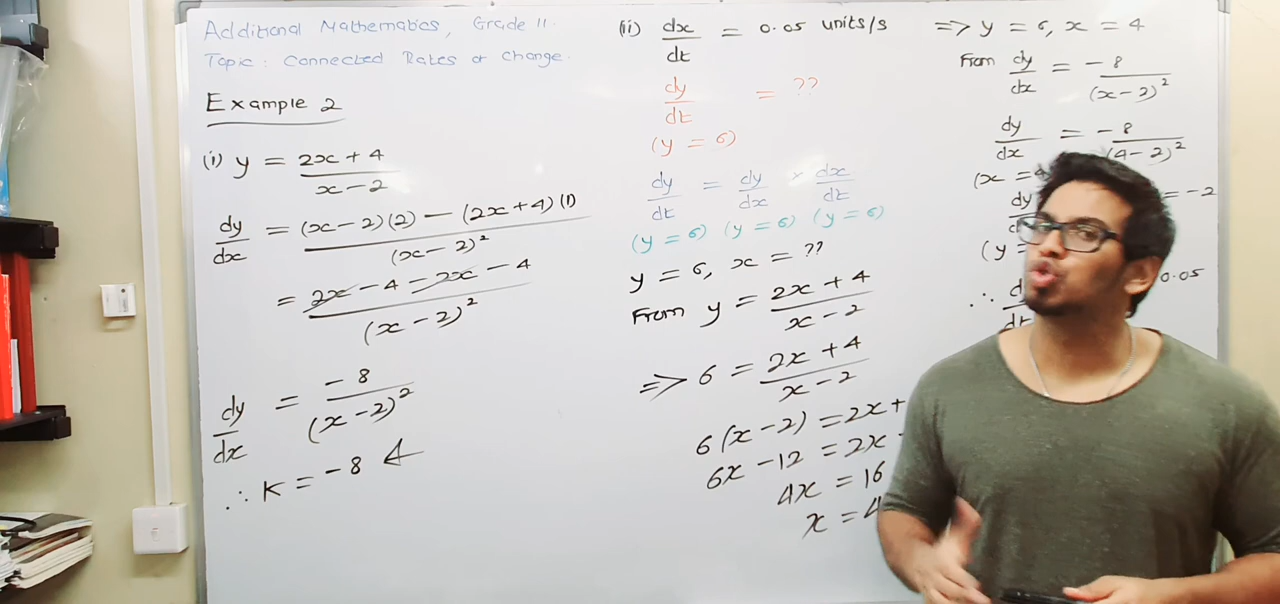 Additional Mathematics, Grade 11.
Topic : Connected Rates of Change.
Example 2
(i) y = 2x + 4 / x - 2
dy/dx = (x - 2)(2) - (2x + 4)(1) / (x - 2)²
= 2x - 4 - 2x - 4 / (x - 2)²
dy/dx = -8 / (x - 2)²
∴ K = -8
(ii) dx/dt = 0.05 units/s
dy/dt = ??
(y = 6)
dy/dt = dy/dx × dx/dt
(y = 6) (y = 6) (y = 6)
y = 6, x = ??
From y = 2x + 4 / x - 2
=> 6 = 2x + 4 / x - 2
6(x - 2) = 2x +
6x - 12 = 2x
4x = 16
x = 4
=> y = 6, x = 4
From dy/dx = -8 / (x - 2)²
dy/dx = -8 / (4 - 2)²
(x =
dy = -2
(y =
∴ d 0.05
dt